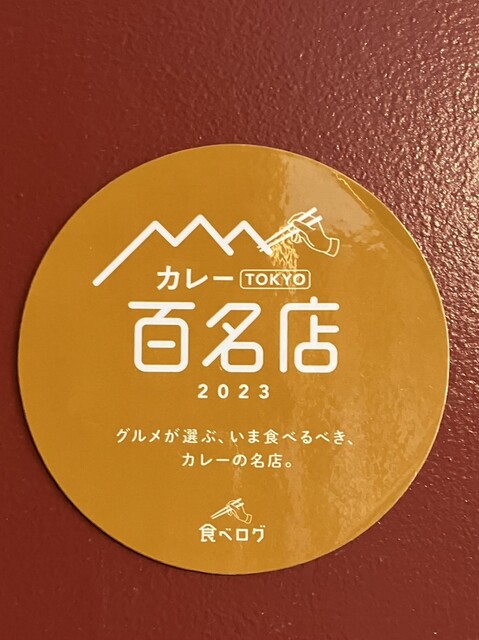 カレー TOKYO
百名店
2023
グルメが選ぶ、いま食べるべき、
カレーの名店。
食べログ